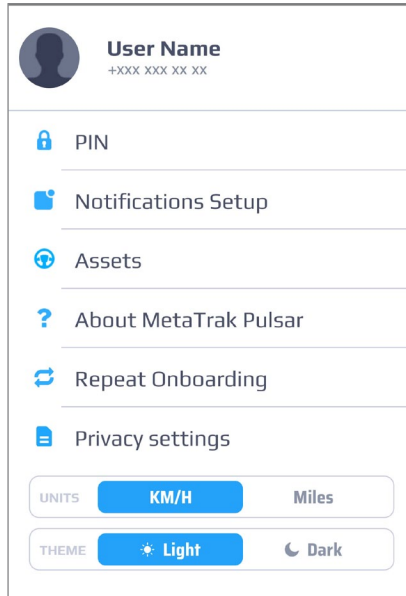 User Name
+xxx xxx xx xx
PIN
Notifications Setup
Assets
? About MetaTrak Pulsar
Repeat Onboarding
Privacy settings
UNITS KM/H Miles
THEME Light Dark